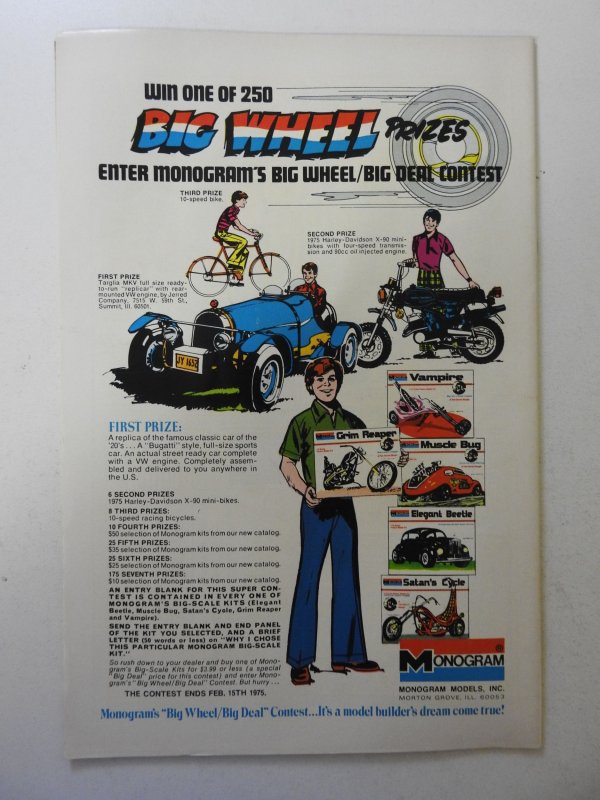 WIN ONE OF 250
BIG WHEEL PRIZES
ENTER MONOGRAM'S BIG WHEEL/BIG DEAL CONTEST
THIRD PRIZE
10-speed bike.
SECOND PRIZE
1975 Harley-Davidson X-90 mini-
bikes with four-speed transmis-
sion and 90cc oil injected engine.
FIRST PRIZE
Targlia MKV full size ready-
to-run "replicar" with rear-
mounted VW engine, by Jerred
Company, 7515 W. 59th St.,
Summit, Ill. 60501.
JY 1652
FIRST PRIZE:
A replica of the famous classic car of the
'20's . . . A "Bugatti" style, full-size sports
car. An actual street ready car complete
with a VW engine. Completely assem-
bled and delivered to you anywhere in
the U.S.
6 SECOND PRIZES
1975 Harley-Davidson X-90 mini-bikes.
8 THIRD PRIZES:
10-speed racing bicycles.
10 FOURTH PRIZES:
$50 selection of Monogram kits from our new catalog.
25 FIFTH PRIZES:
$35 selection of Monogram kits from our new catalog.
25 SIXTH PRIZES:
$25 selection of Monogram kits from our new catalog.
175 SEVENTH PRIZES:
$10 selection of Monogram kits from our new catalog.
AN ENTRY BLANK FOR THIS SUPER CON-
TEST IS CONTAINED IN EVERY ONE OF
MONOGRAM'S BIG-SCALE KITS (Elegant
Beetle, Muscle Bug, Satan's Cycle, Grim Reaper
and Vampire).
SEND THE ENTRY BLANK AND END PANEL
OF THE KIT YOU SELECTED, AND A BRIEF
LETTER (50 words or less) on "WHY I CHOSE
THIS PARTICULAR MONOGRAM BIG-SCALE
KIT."
So rush down to your dealer and buy one of Mono-
gram's Big-Scale Kits for $3.99 or less (a special
"Big Deal" price for this contest) and enter Mono-
gram's "Big Wheel/Big Deal" Contest. But hurry . . .
THE CONTEST ENDS FEB. 15TH 1975.
Vampire
Grim Reaper
Muscle Bug
Elegant Beetle
Satan's Cycle
MONOGRAM
MONOGRAM MODELS, INC.
MORTON GROVE, ILL. 60053
Monogram's "Big Wheel/Big Deal" Contest...It's a model builder's dream come true!